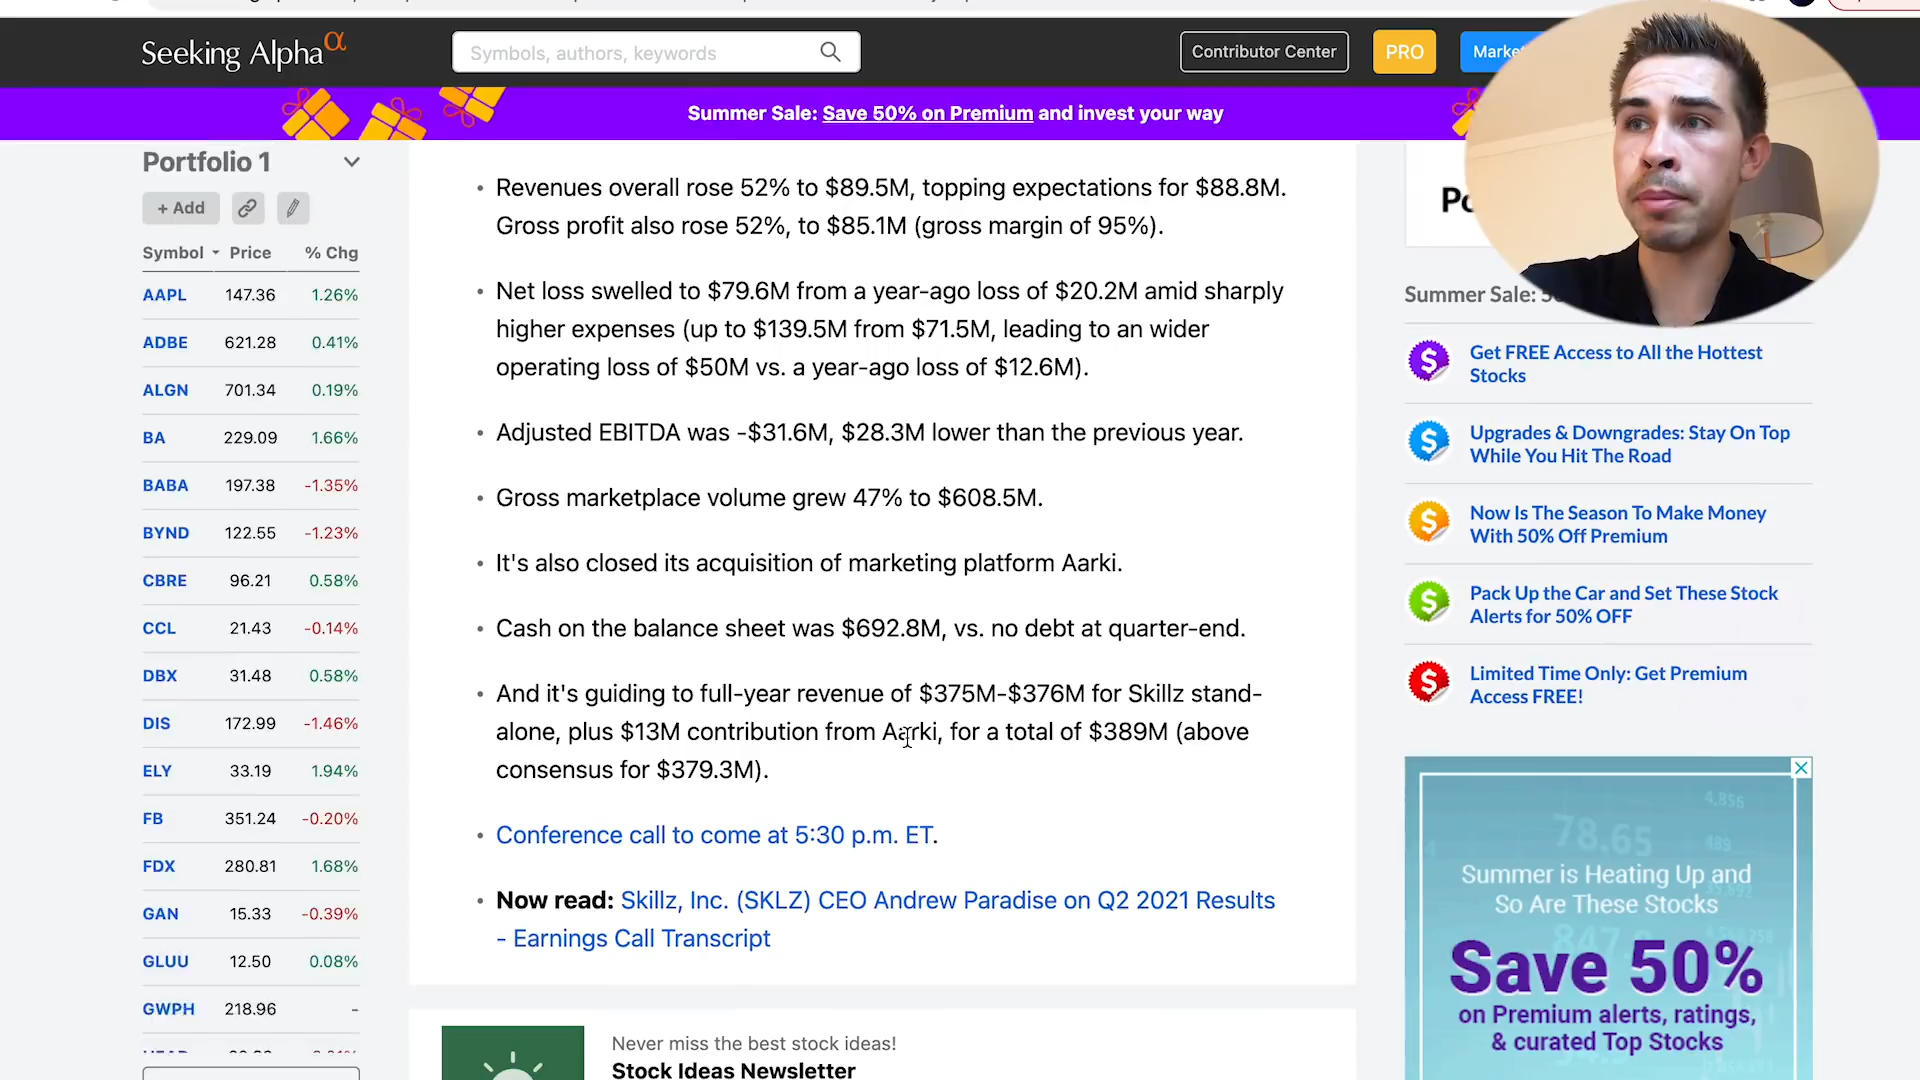 Seeking Alpha α
Symbols, authors, keywords
Contributor Center
PRO
Summer Sale: Save 50% on Premium and invest your way
Portfolio 1
+ Add
Symbol Price % Chg
AAPL 147.36 1.26%
ADBE 621.28 0.41%
ALGN 701.34 0.19%
BA 229.09 1.66%
BABA 197.38 -1.35%
BYND 122.55 -1.23%
CBRE 96.21 0.58%
CCL 21.43 -0.14%
DBX 31.48 0.58%
DIS 172.99 -1.46%
ELY 33.19 1.94%
FB 351.24 -0.20%
FDX 280.81 1.68%
GAN 15.33 -0.39%
GLUU 12.50 0.08%
GWPH 218.96 -
• Revenues overall rose 52% to $89.5M, topping expectations for $88.8M.
Gross profit also rose 52%, to $85.1M (gross margin of 95%).
• Net loss swelled to $79.6M from a year-ago loss of $20.2M amid sharply
higher expenses (up to $139.5M from $71.5M, leading to an wider
operating loss of $50M vs. a year-ago loss of $12.6M).
• Adjusted EBITDA was -$31.6M, $28.3M lower than the previous year.
• Gross marketplace volume grew 47% to $608.5M.
• It's also closed its acquisition of marketing platform Aarki.
• Cash on the balance sheet was $692.8M, vs. no debt at quarter-end.
• And it's guiding to full-year revenue of $375M-$376M for Skillz stand-
alone, plus $13M contribution from Aarki, for a total of $389M (above
consensus for $379.3M).
• Conference call to come at 5:30 p.m. ET.
• Now read: Skillz, Inc. (SKLZ) CEO Andrew Paradise on Q2 2021 Results
- Earnings Call Transcript
Never miss the best stock ideas!
Stock Ideas Newsletter
Summer Sale:
Get FREE Access to All the Hottest
Stocks
Upgrades & Downgrades: Stay On Top
While You Hit The Road
Now Is The Season To Make Money
With 50% Off Premium
Pack Up the Car and Set These Stock
Alerts for 50% OFF
Limited Time Only: Get Premium
Access FREE!
4,856
78.65
489
Summer is Heating Up and
So Are These Stocks
Save 50%
on Premium alerts, ratings,
& curated Top Stocks